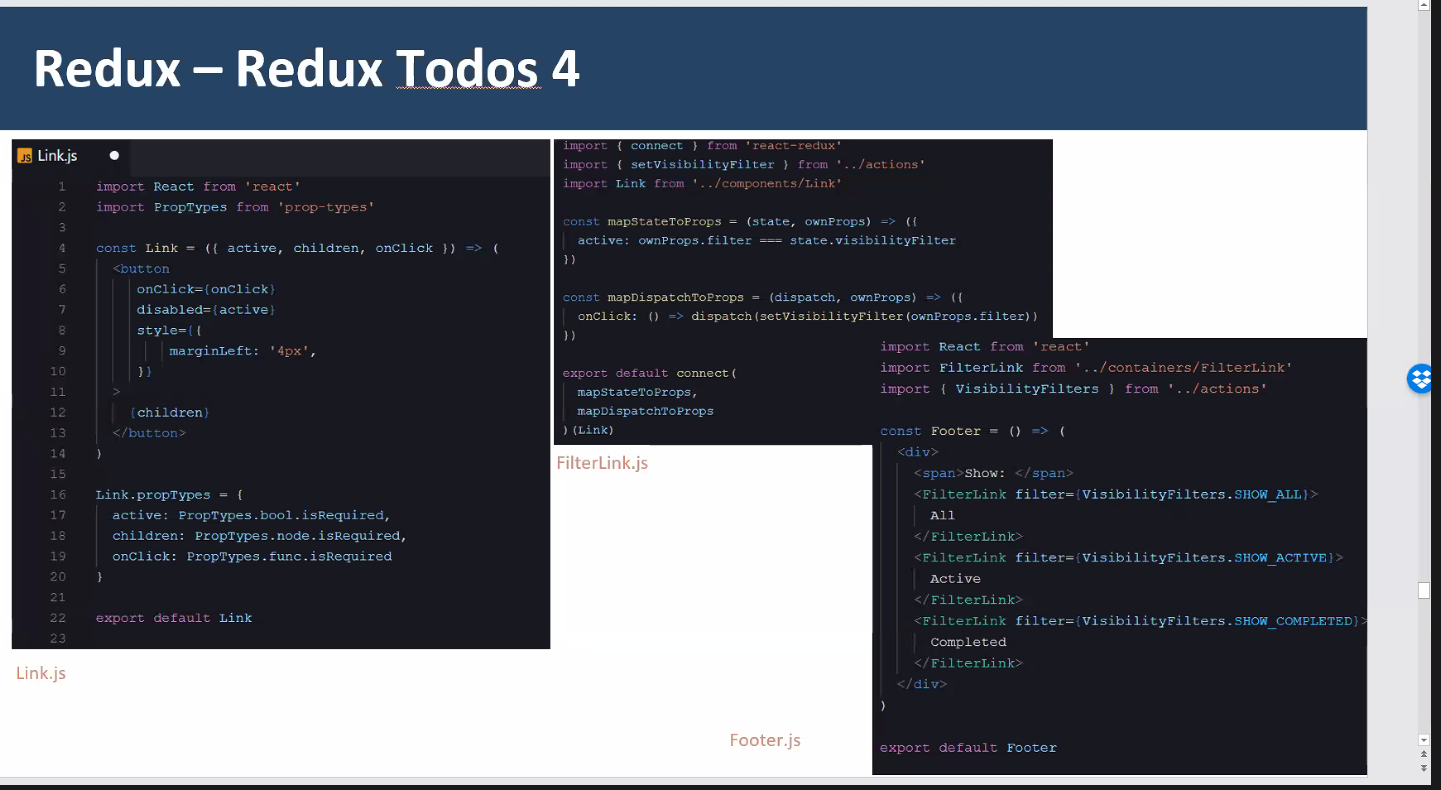 Redux – Redux Todos 4
JS Link.js
1 import React from 'react'
2 import PropTypes from 'prop-types'
3
4 const Link = ({ active, children, onClick }) => (
5 <button
6 onClick={onClick}
7 disabled={active}
8 style={{
9 marginLeft: '4px',
10 }}
11 >
12 {children}
13 </button>
14 )
15
16 Link.propTypes = {
17 active: PropTypes.bool.isRequired,
18 children: PropTypes.node.isRequired,
19 onClick: PropTypes.func.isRequired
20 }
21
22 export default Link
23
Link.js
import { connect } from 'react-redux'
import { setVisibilityFilter } from '../actions'
import Link from '../components/Link'
const mapStateToProps = (state, ownProps) => ({
active: ownProps.filter === state.visibilityFilter
})
const mapDispatchToProps = (dispatch, ownProps) => ({
onClick: () => dispatch(setVisibilityFilter(ownProps.filter))
})
export default connect(
mapStateToProps,
mapDispatchToProps
)(Link)
FilterLink.js
import React from 'react'
import FilterLink from '../containers/FilterLink'
import { VisibilityFilters } from '../actions'
const Footer = () => (
<div>
<span>Show: </span>
<FilterLink filter={VisibilityFilters.SHOW_ALL}>
All
</FilterLink>
<FilterLink filter={VisibilityFilters.SHOW_ACTIVE}>
Active
</FilterLink>
<FilterLink filter={VisibilityFilters.SHOW_COMPLETED}>
Completed
</FilterLink>
</div>
)
export default Footer
Footer.js